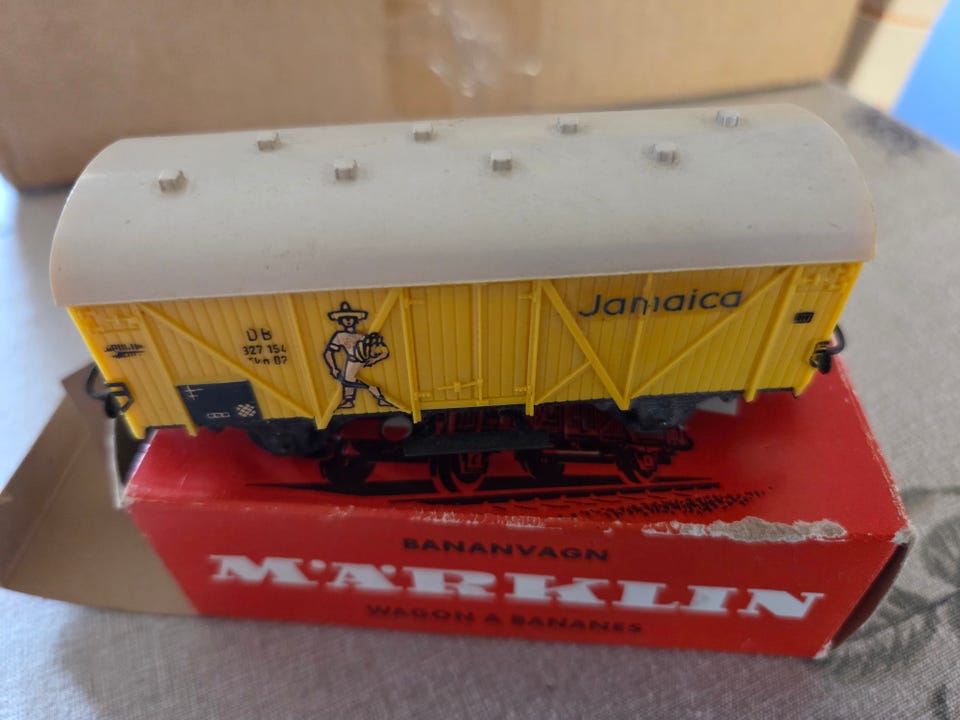 Jamaica
DB
327 154
BANANVAGN
MÄRKLIN
WAGON A BANANES